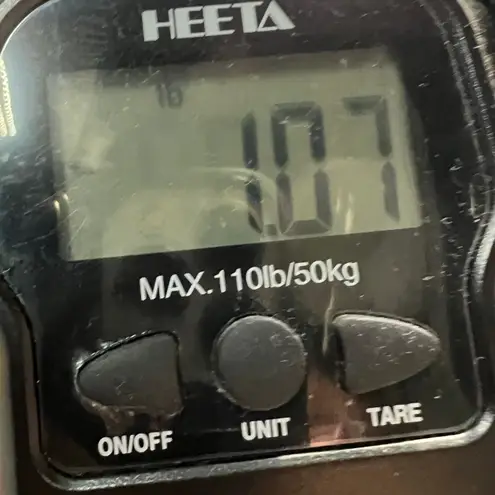 HEETA
lb
1.07
MAX.110lb/50kg
ON/OFF UNIT TARE